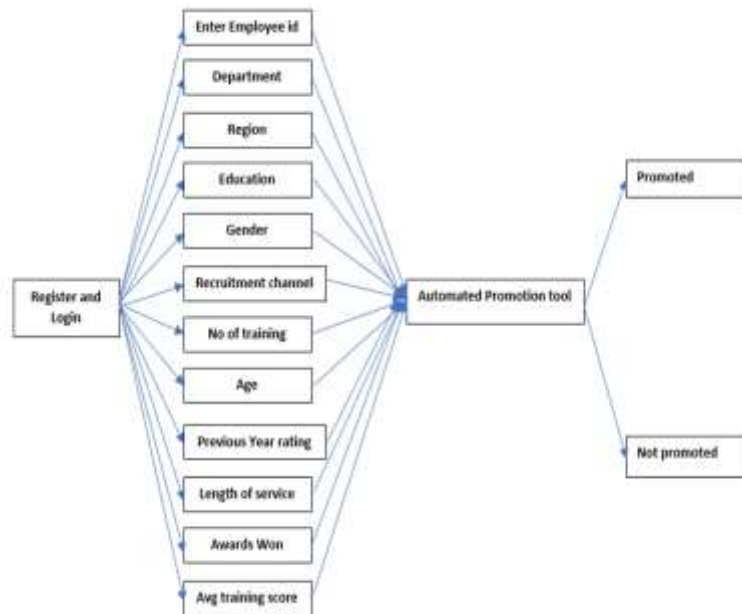 Enter Employee id
Department
Region
Education
Gender
Recruitment channel
No of training
Age
Previous Year rating
Length of service
Awards Won
Avg training score
Register and
Login
Automated Promotion tool
Promoted
Not promoted